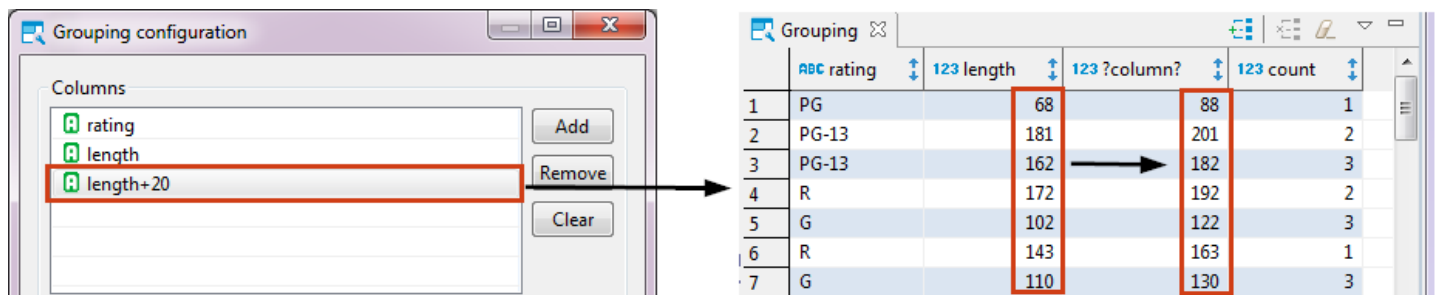 Grouping configuration
Columns
rating
length
length+20
Add
Remove
Clear
Grouping
ABC rating 123 length 123 ?column? 123 count
1 PG 68 88 1
2 PG-13 181 201 2
3 PG-13 162 182 3
4 R 172 192 2
5 G 102 122 3
6 R 143 163 1
7 G 110 130 3